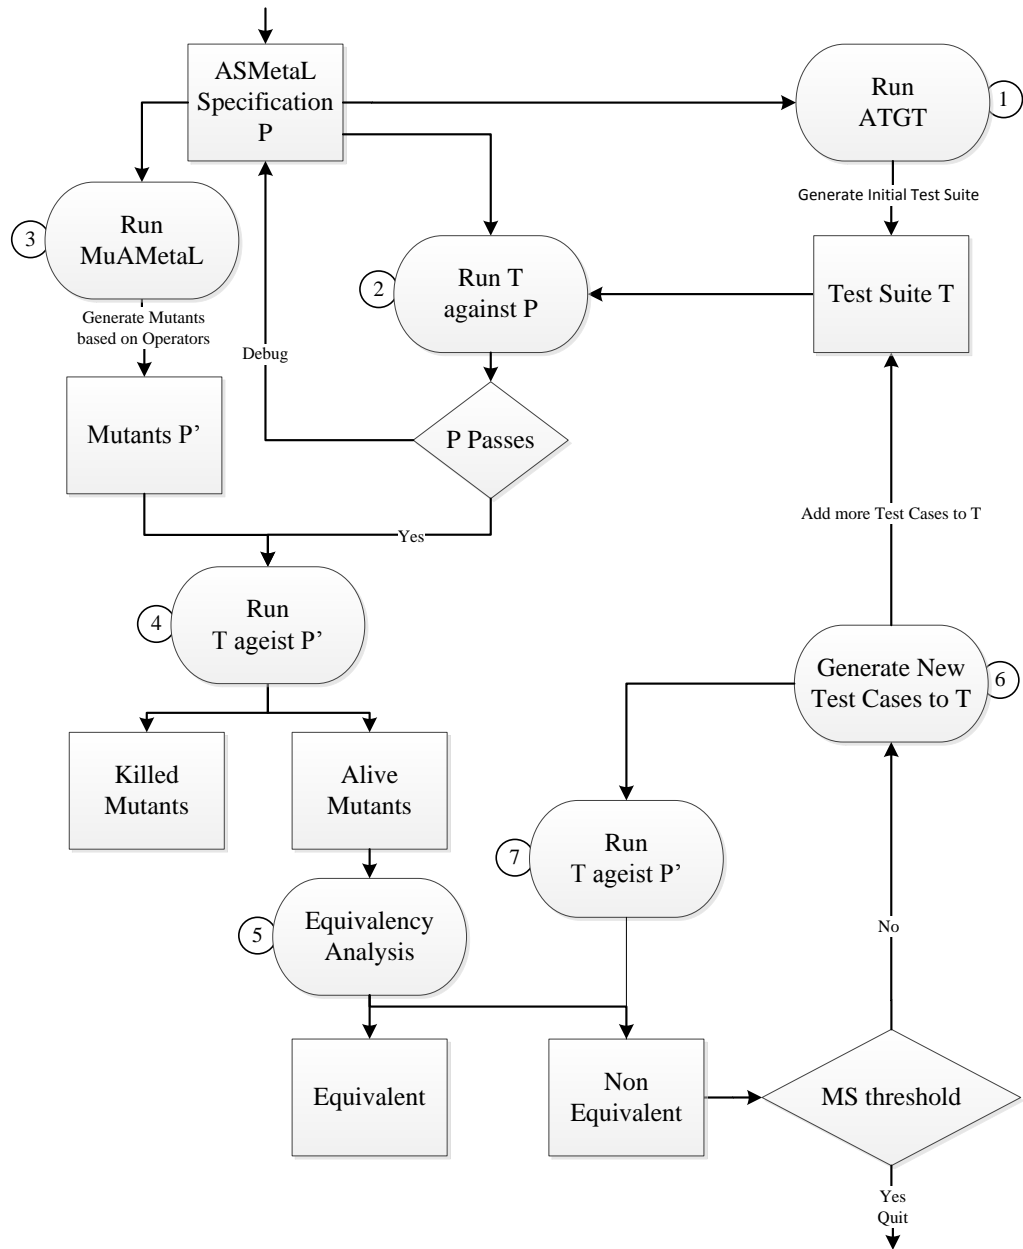 ASMetaL
Specification
P
Run
ATGT
1
Generate Initial Test Suite
3
Run
MuAMetaL
2
Run T
against P
Test Suite T
Generate Mutants
based on Operators
Debug
Mutants P’
P Passes
Add more Test Cases to T
Yes
4
Run
T ageist P’
Generate New
Test Cases to T
6
Killed
Mutants
Alive
Mutants
7
Run
T ageist P’
5
Equivalency
Analysis
No
Equivalent
Non
Equivalent
MS threshold
Yes
Quit